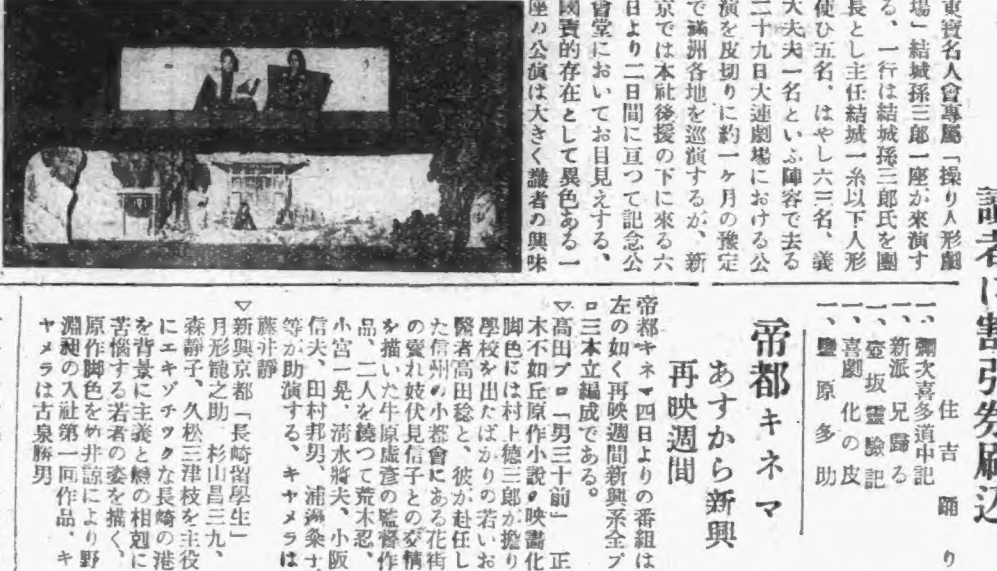 讀者に割引券刷込
東寶名人會專屬「操り人形劇
場」結城孫三郎一座が來演す
る、一行は結城孫三郎氏を團
長とし主任結城一糸以下人形
使ひ五名、はやし六三名、義
太夫夫一名といふ陣容で去る
二十九日大連劇場における公
演を皮切りに約一ケ月の豫定
で滿洲各地を巡演するが、新
京では本社後援の下に來る六
日より二日間に亘つて記念公
會堂においてお目見えする、
國寶的存在として異色ある一
座の公演は大きく識者の興味
住吉踊り
一、彌次喜多道中記
一、新派 兄歸る
一、壺坂靈驗記
一、喜劇 化の皮
一、鹽原多助
帝都キネマ
あすから新興
再映週間
帝都キネマ四日よりの番組は
左の如く再映週間新興系全プ
ロ三本立編成である。
▽高田プロ「男三十前」 正
木不如丘原作小説の映畫化
脚色には村上德三郎が擔り
學校を出たばかりの若いお
醫者高田稔と、彼が赴任し
た信州の小都會にある花街
の賣れ妓伏見信子との交情
を描いた牛原虛彥の監督作
品、二人を繞つて荒木忍、
小宮一晃、清水將夫、小阪
信夫、田村邦男、浦邊粂子、
等が助演する、キヤメラは
藤井靜
▽新興京都「長崎留學生」
月形龍之助、杉山昌三九、
森靜子、久松三津枝を主役
にエキゾチツクな長崎の港
を背景に主義と戀の相剋に
苦惱する若者の姿を描く、
原作脚色を竹井諒により野
淵昶の入社第一回作品、キ
ヤメラは古泉勝男